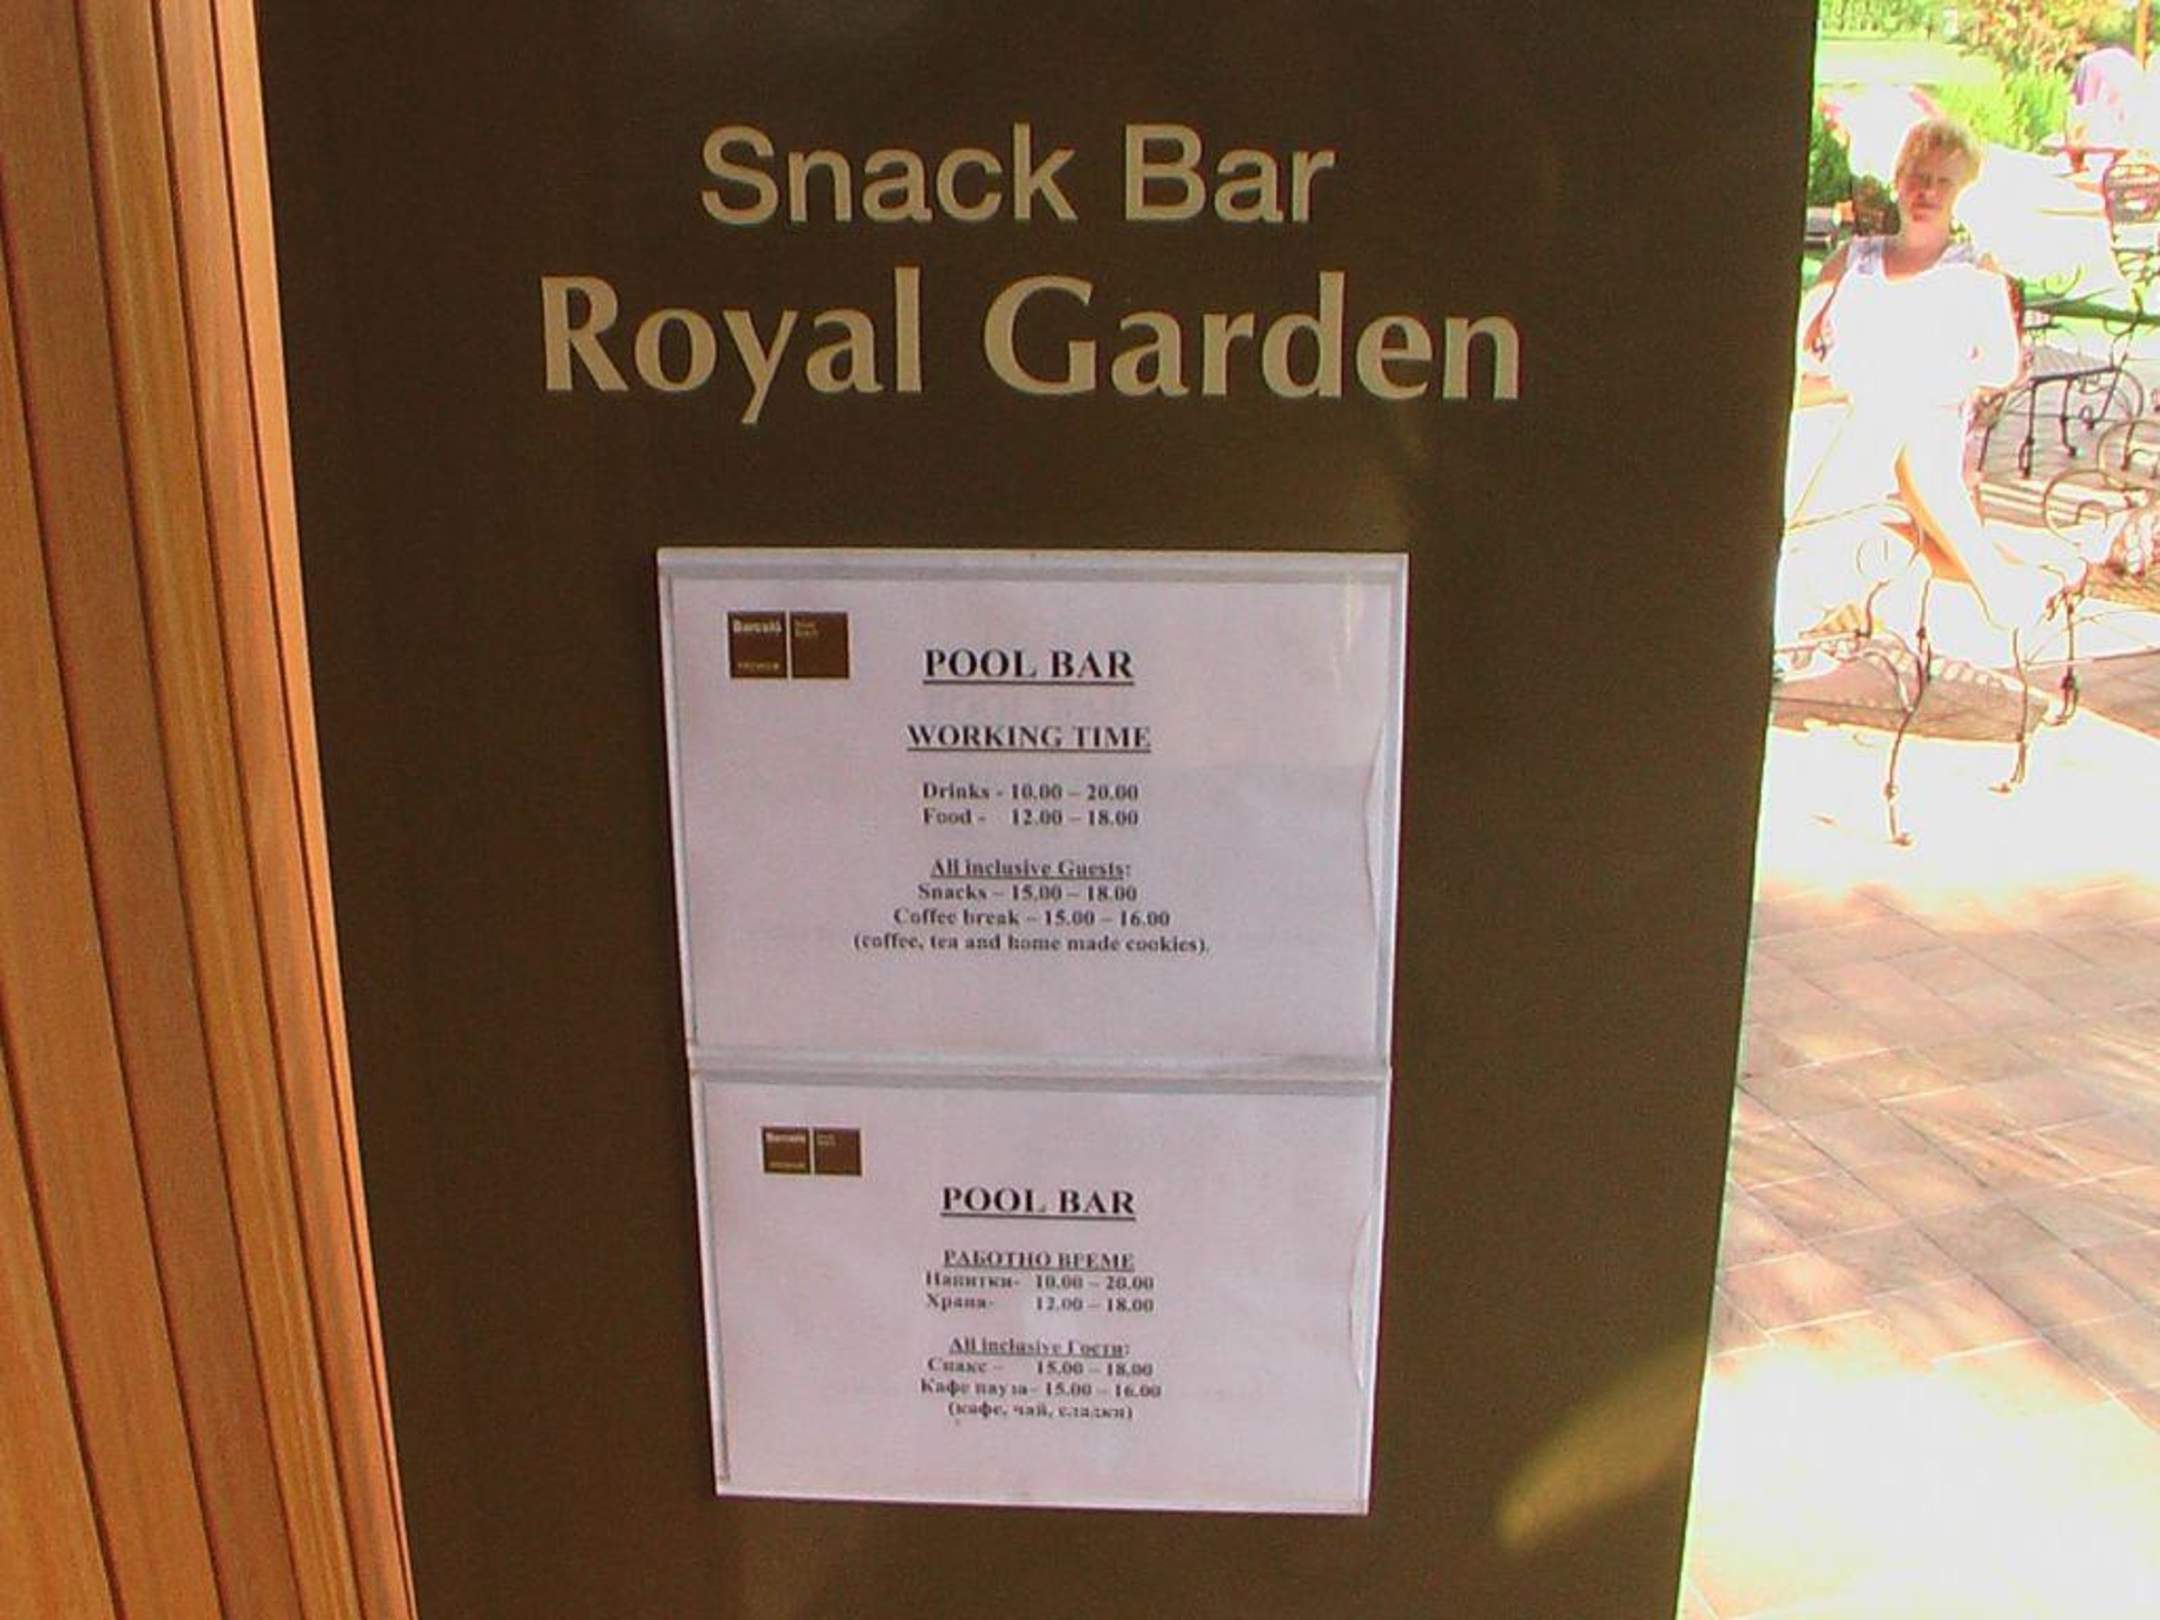 Snack Bar
Royal Garden
Barceló
PREMIUM
POOL BAR
WORKING TIME
Drinks - 10.00 – 20.00
Food - 12.00 – 18.00
All inclusive Guests:
Snacks – 15.00 – 18.00
Coffee break – 15.00 – 16.00
(coffee, tea and home made cookies).
Barceló
POOL BAR
РАБОТНО ВРЕМЕ
Напитки- 10.00 – 20.00
Храна- 12.00 – 18.00
All inclusive Гости:
Снакс – 15.00 – 18.00
Кафе пауза– 15.00 – 16.00
(кафе, чай, сладки)